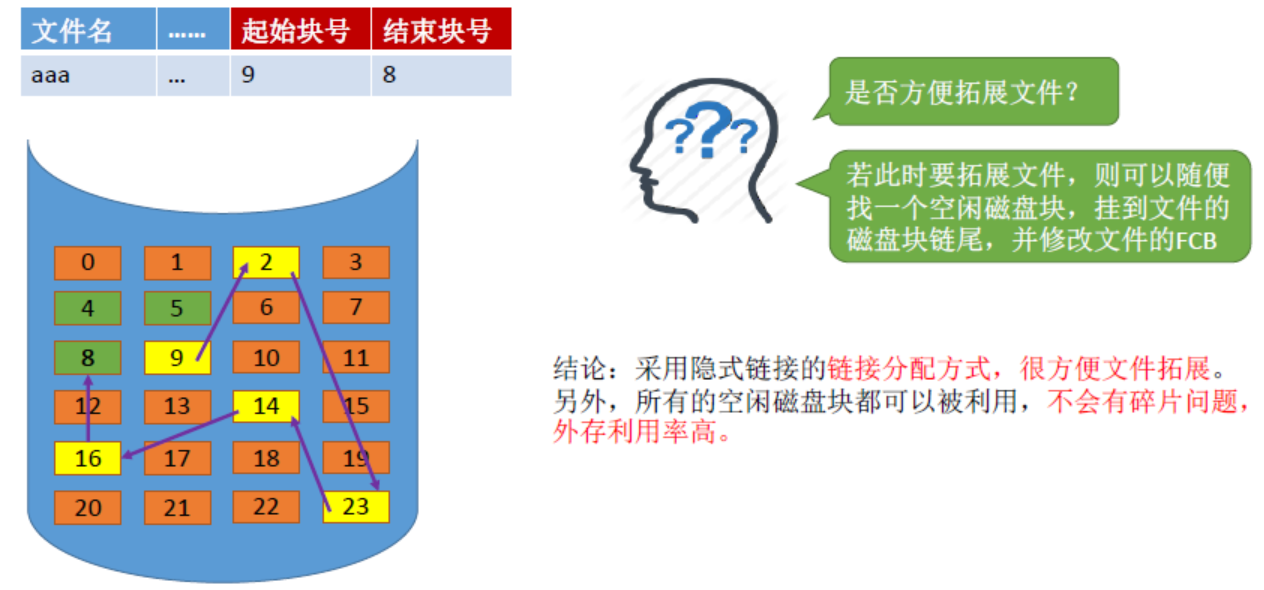 文件名 …… 起始块号 结束块号
aaa … 9 8
是否方便拓展文件？
若此时要拓展文件，则可以随便
找一个空闲磁盘块，挂到文件的
磁盘块链尾，并修改文件的FCB
???
0 1 2 3
4 5 6 7
8 9 10 11
12 13 14 15
16 17 18 19
20 21 22 23
结论：采用隐式链接的链接分配方式，很方便文件拓展。
另外，所有的空闲磁盘块都可以被利用，不会有碎片问题，
外存利用率高。